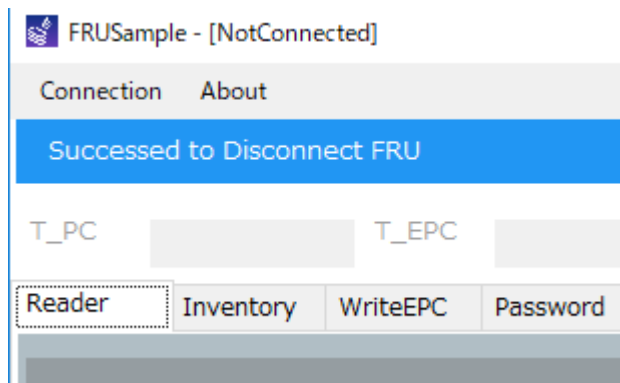 FRUSample - [NotConnected]
Connection About
Successed to Disconnect FRU
T_PC T_EPC
Reader Inventory WriteEPC Password